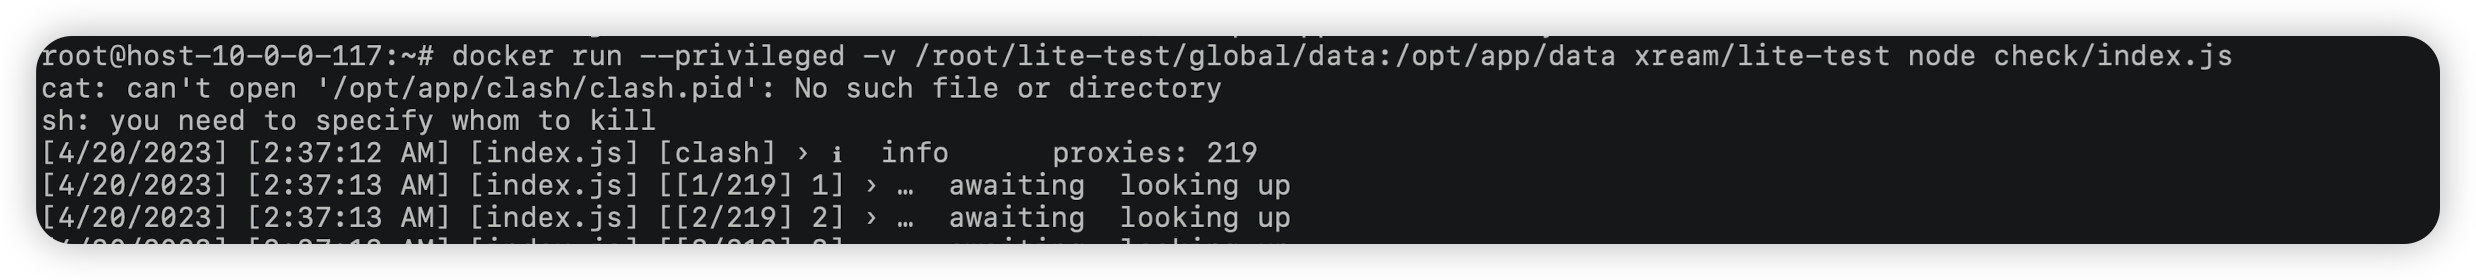 root@host-10-0-0-117:~# docker run --privileged -v /root/lite-test/global/data:/opt/app/data xream/lite-test node check/index.js
cat: can't open '/opt/app/clash/clash.pid': No such file or directory
sh: you need to specify whom to kill
[4/20/2023] [2:37:12 AM] [index.js] [clash] › ℹ  info      proxies: 219
[4/20/2023] [2:37:13 AM] [index.js] [[1/219] 1] › …  awaiting  looking up
[4/20/2023] [2:37:13 AM] [index.js] [[2/219] 2] › …  awaiting  looking up